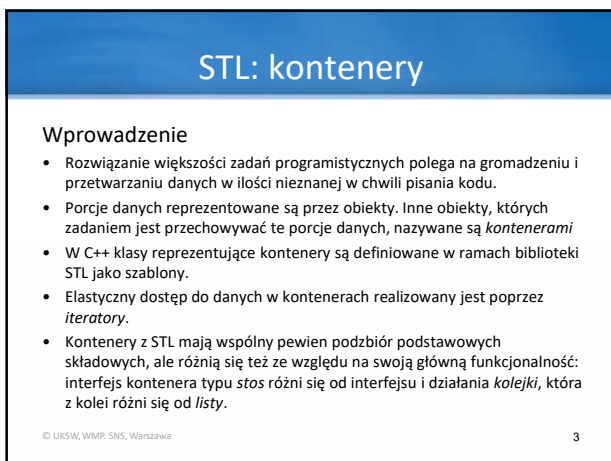 STL: kontenery
Wprowadzenie
• Rozwiązanie większości zadań programistycznych polega na gromadzeniu i
przetwarzaniu danych w ilości nieznanej w chwili pisania kodu.
• Porcje danych reprezentowane są przez obiekty. Inne obiekty, których
zadaniem jest przechowywać te porcje danych, nazywane są kontenerami
• W C++ klasy reprezentujące kontenery są definiowane w ramach biblioteki
STL jako szablony.
• Elastyczny dostęp do danych w kontenerach realizowany jest poprzez
iteratory.
• Kontenery z STL mają wspólny pewien podzbiór podstawowych
składowych, ale różnią się też ze względu na swoją główną funkcjonalność:
interfejs kontenera typu stos różni się od interfejsu i działania kolejki, która
z kolei różni się od listy.
© UKSW, WMP. SNS, Warszawa
3